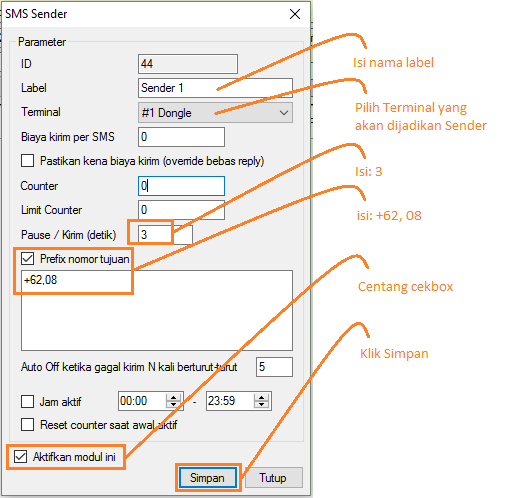 SMS Sender
Parameter
ID 44
Label Sender 1
Isi nama label
Terminal #1 Dongle
Pilih Terminal yang
akan dijadikan Sender
Biaya kirim per SMS 0
Pastikan kena biaya kirim (override bebas reply)
Counter 0
Isi: 3
Limit Counter 0
isi: +62, 08
Pause / Kirim (detik) 3
Prefix nomor tujuan
+62,08
Centang cekbox
Klik Simpan
Auto Off ketika gagal kirim N kali berturut-turut 5
Jam aktif 00:00 - 23:59
Reset counter saat awal aktif
Aktifkan modul ini
Simpan Tutup